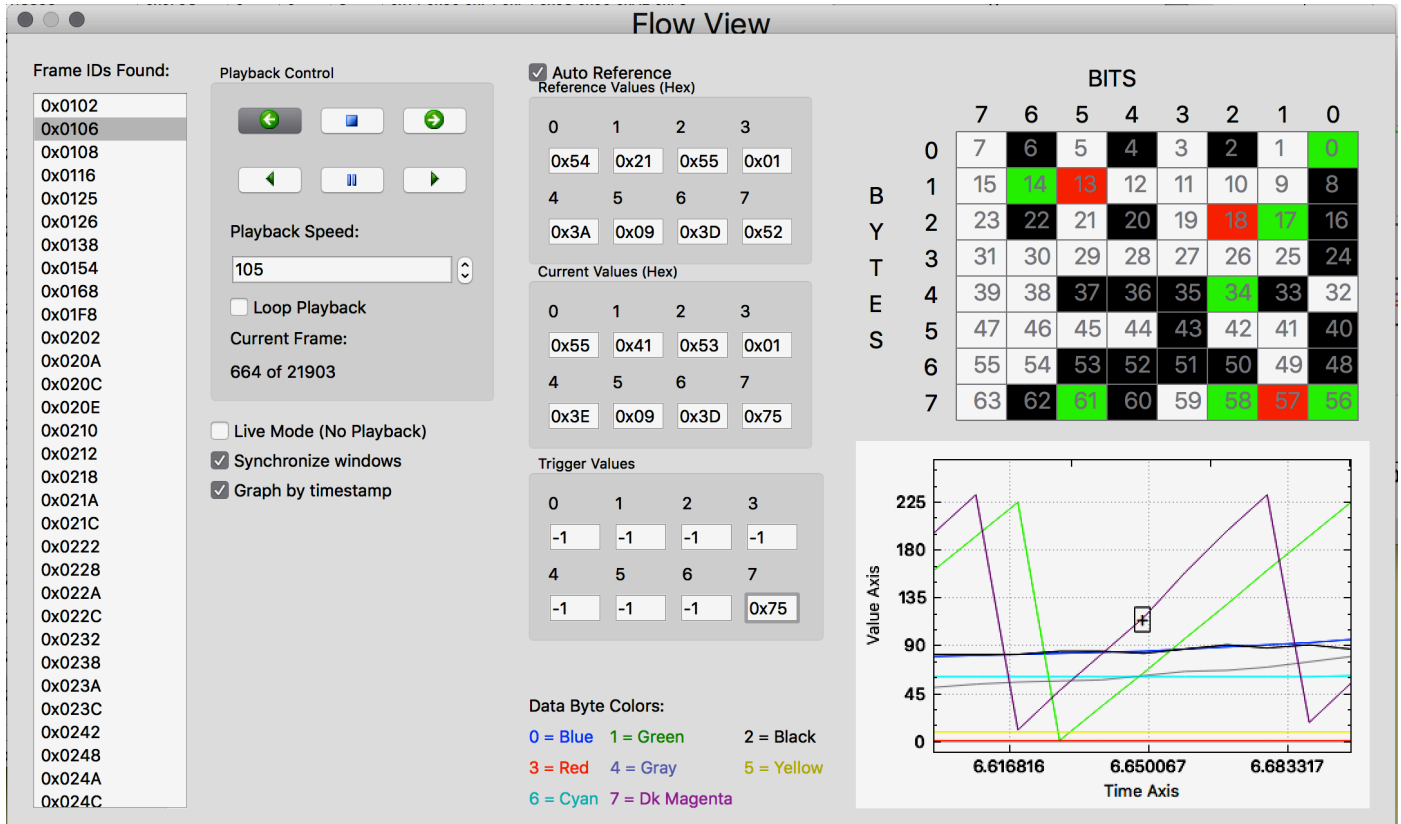 Flow View
Frame IDs Found:
0x0102
0x0106
0x0108
0x0116
0x0125
0x0126
0x0138
0x0154
0x0168
0x01F8
0x0202
0x020A
0x020C
0x020E
0x0210
0x0212
0x0218
0x021A
0x021C
0x0222
0x0228
0x022A
0x022C
0x0232
0x0238
0x023A
0x023C
0x0242
0x0248
0x024A
0x024C
Playback Control
Playback Speed:
105
Loop Playback
Current Frame:
664 of 21903
Live Mode (No Playback)
Synchronize windows
Graph by timestamp
Auto Reference
Reference Values (Hex)
0 1 2 3
0x54 0x21 0x55 0x01
4 5 6 7
0x3A 0x09 0x3D 0x52
Current Values (Hex)
0 1 2 3
0x55 0x41 0x53 0x01
4 5 6 7
0x3E 0x09 0x3D 0x75
Trigger Values
0 1 2 3
-1 -1 -1 -1
4 5 6 7
-1 -1 -1 0x75
Data Byte Colors:
0 = Blue 1 = Green 2 = Black
3 = Red 4 = Gray 5 = Yellow
6 = Cyan 7 = Dk Magenta
BITS
7 6 5 4 3 2 1 0
BYTES
0 7 6 5 4 3 2 1 0
1 15 14 13 12 11 10 9 8
2 23 22 21 20 19 18 17 16
3 31 30 29 28 27 26 25 24
4 39 38 37 36 35 34 33 32
5 47 46 45 44 43 42 41 40
6 55 54 53 52 51 50 49 48
7 63 62 61 60 59 58 57 56
Value Axis
225
180
135
90
45
0
6.616816 6.650067 6.683317
Time Axis